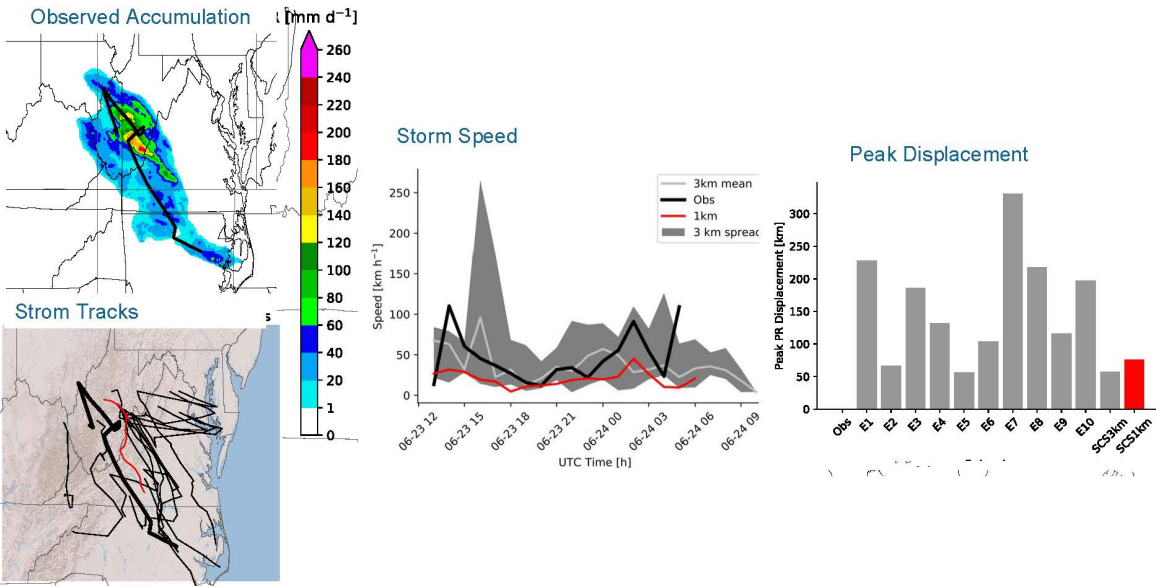 Observed Accumulation
[mm d⁻¹]
260
240
220
200
180
160
140
120
100
80
60
40
20
10
1
0
Strom Tracks
s
Storm Speed
Speed [km h⁻¹]
250
200
150
100
50
0
3km mean
Obs
1km
3 km spread
06-23 12
06-23 15
06-23 18
06-23 21
06-24 00
06-24 03
06-24 06
06-24 09
UTC Time [h]
Peak Displacement
Peak PR Displacement [km]
300
250
200
150
100
50
0
Obs
E1
E2
E3
E4
E5
E6
E7
E8
E9
E10
SCS3km
SCS1km